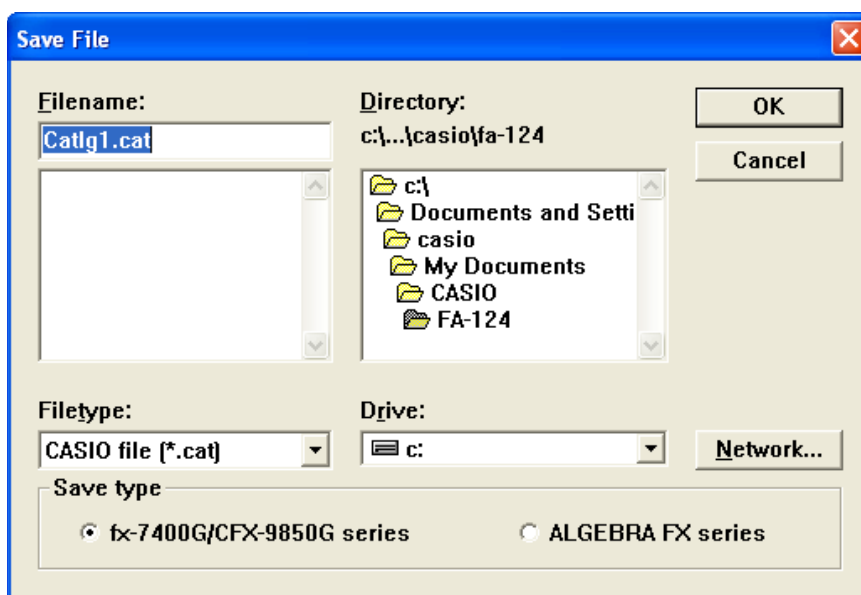 Save File
Filename:
Catlg1.cat
Directory:
c:\...\casio\fa-124
c:\
Documents and Setti
casio
My Documents
CASIO
FA-124
OK
Cancel
Filetype:
CASIO file (*.cat)
Drive:
c:
Network...
Save type
fx-7400G/CFX-9850G series
ALGEBRA FX series